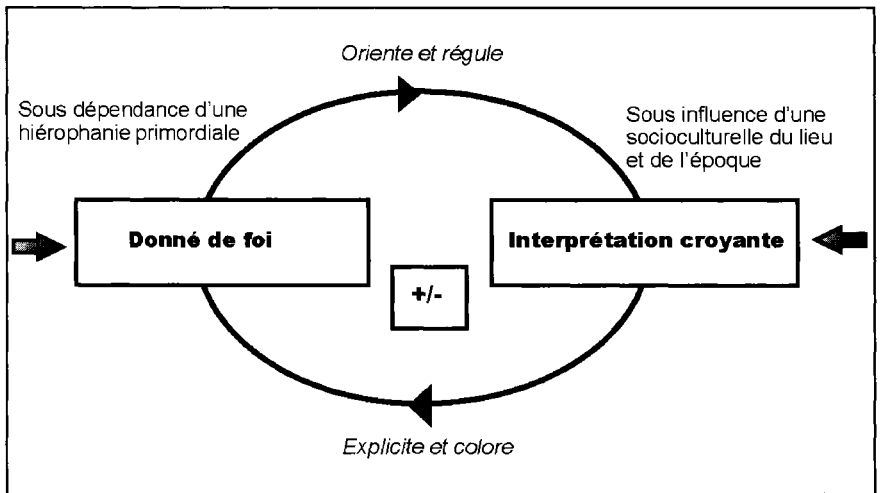 Oriente et régule
Sous dépendance d'une
hiérophanie primordiale
Sous influence d'une
socioculturelle du lieu
et de l'époque
Donné de foi
Interprétation croyante
+/-
Explicite et colore